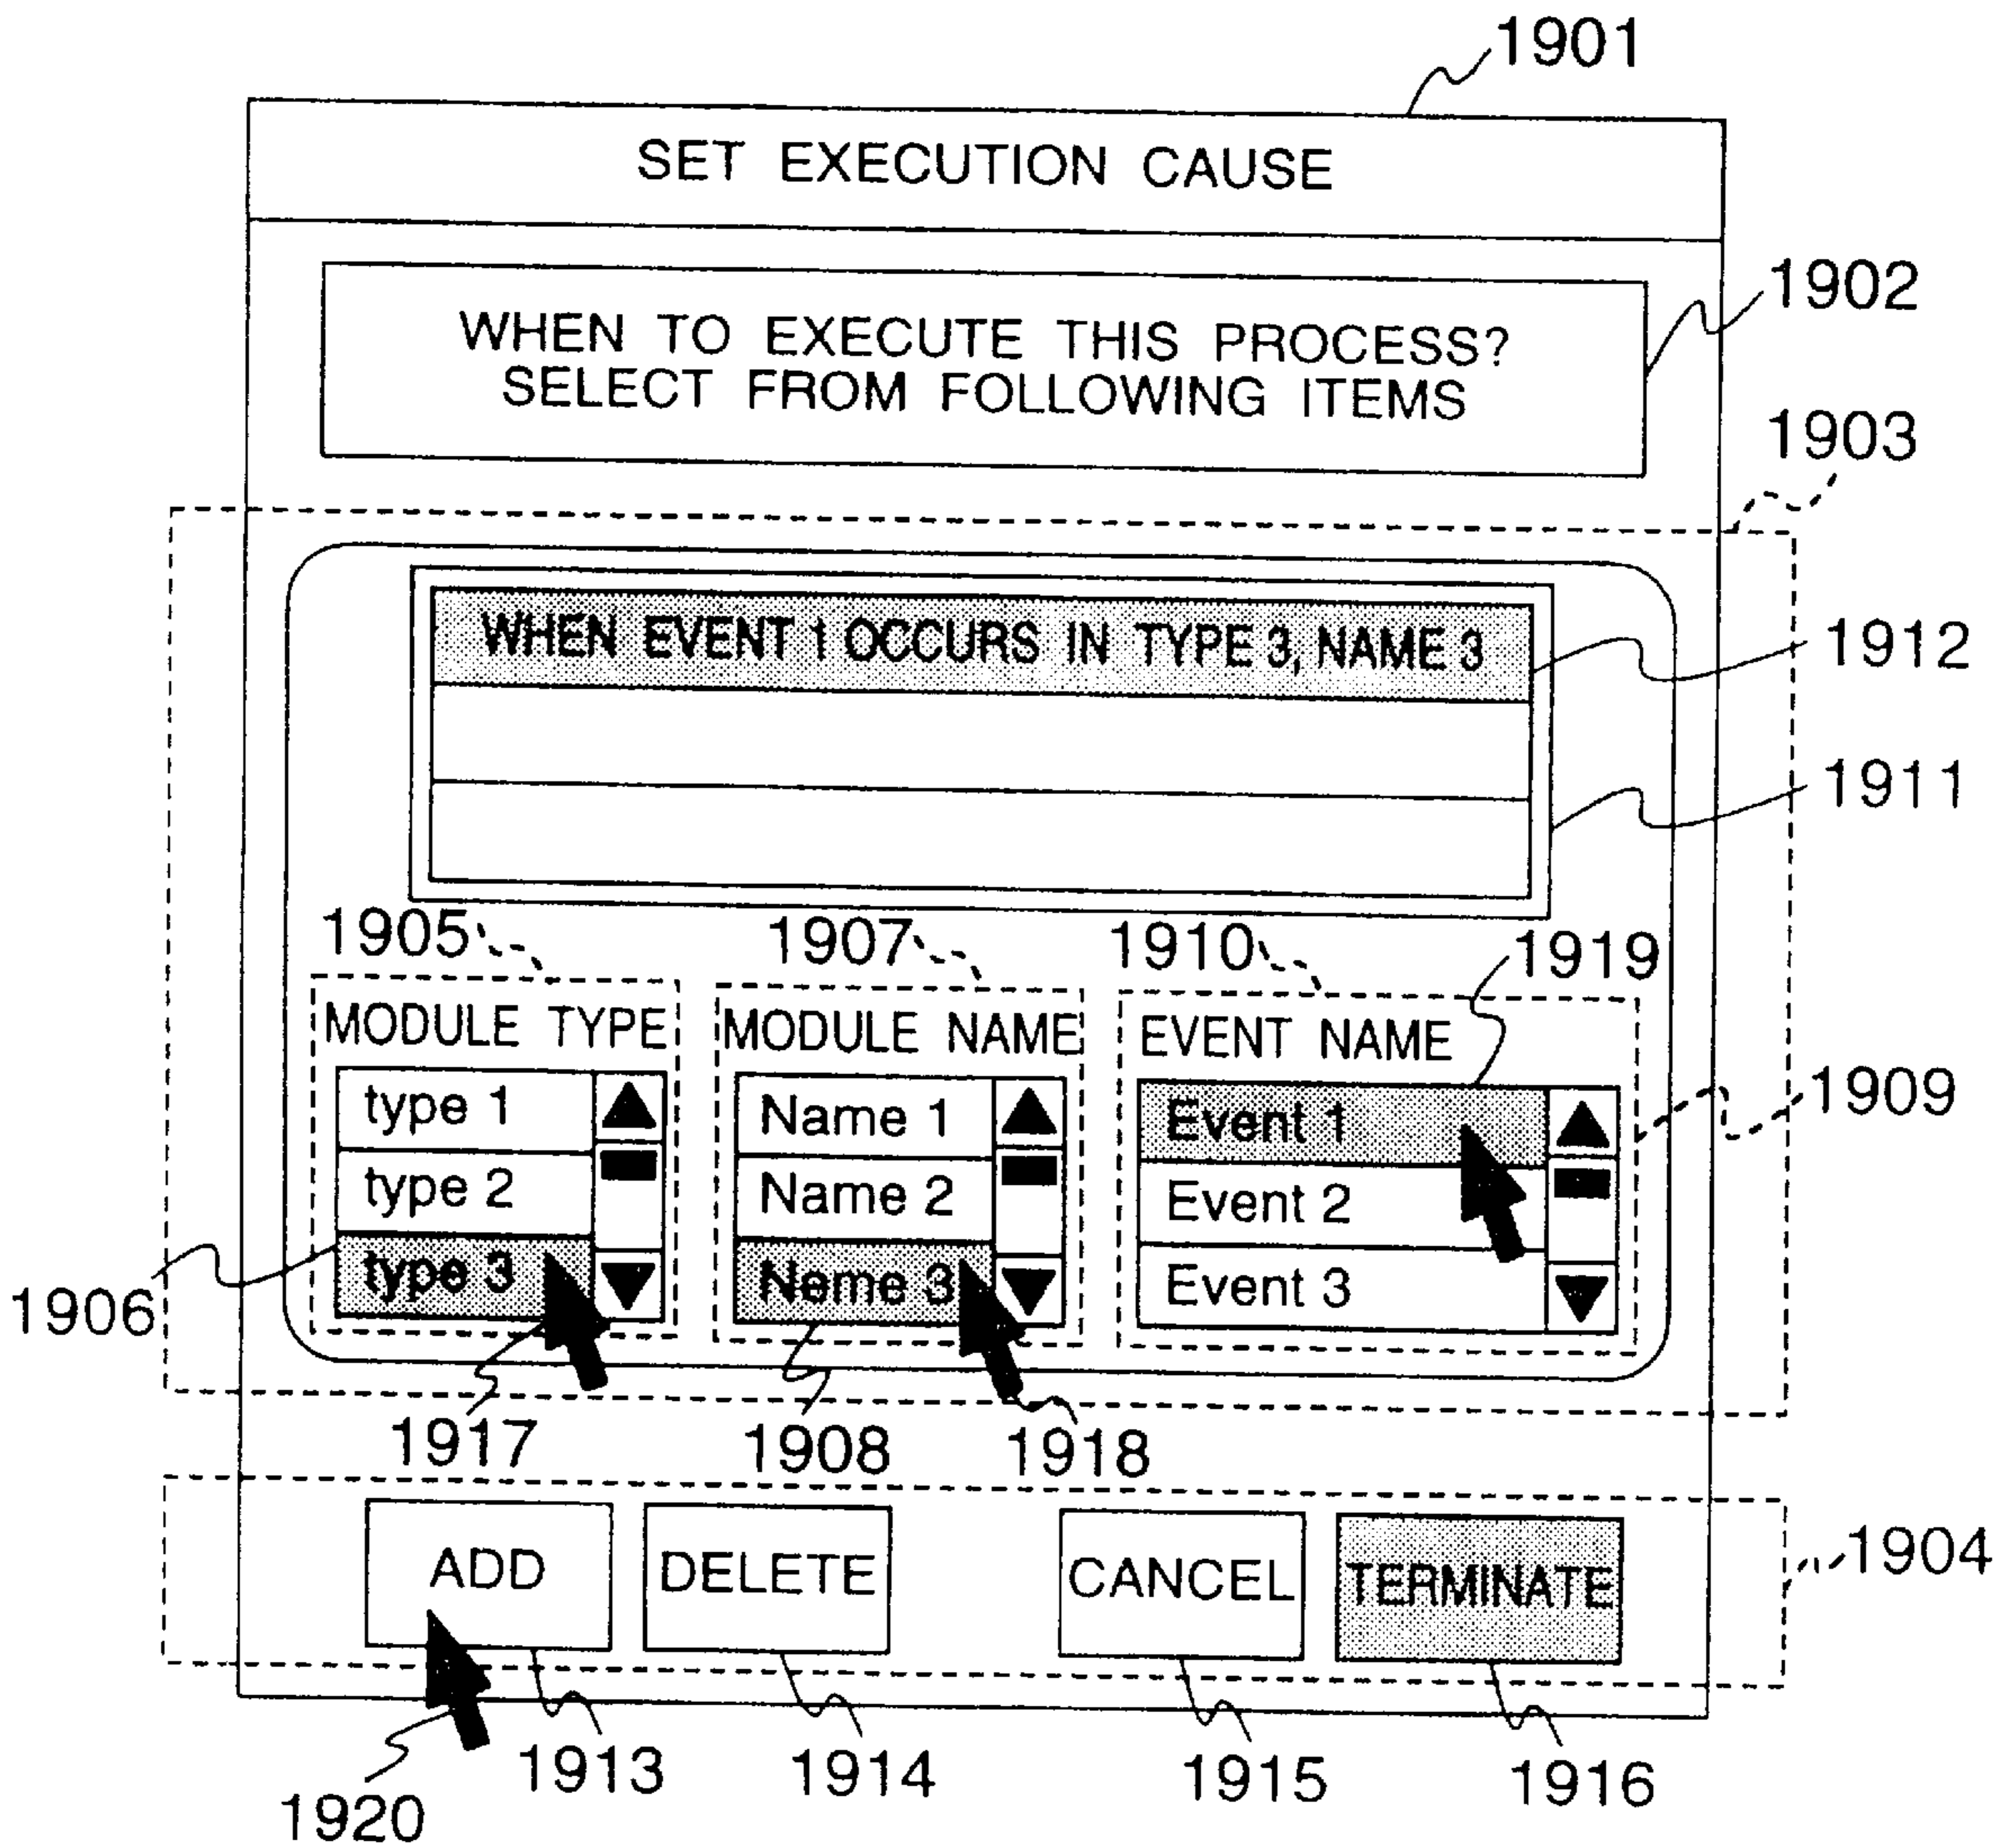 1901
SET EXECUTION CAUSE
1902
WHEN TO EXECUTE THIS PROCESS?
SELECT FROM FOLLOWING ITEMS
1903
WHEN EVENT 1 OCCURS IN TYPE 3, NAME 3
1912
1911
1905
1907
1910
1919
MODULE TYPE
MODULE NAME
EVENT NAME
1909
type 1
Name 1
Event 1
type 2
Name 2
Event 2
type 3
Neme 3
Event 3
1906
1917
1908
1918
1904
ADD
DELETE
CANCEL
TERMINATE
1913
1914
1915
1916
1920